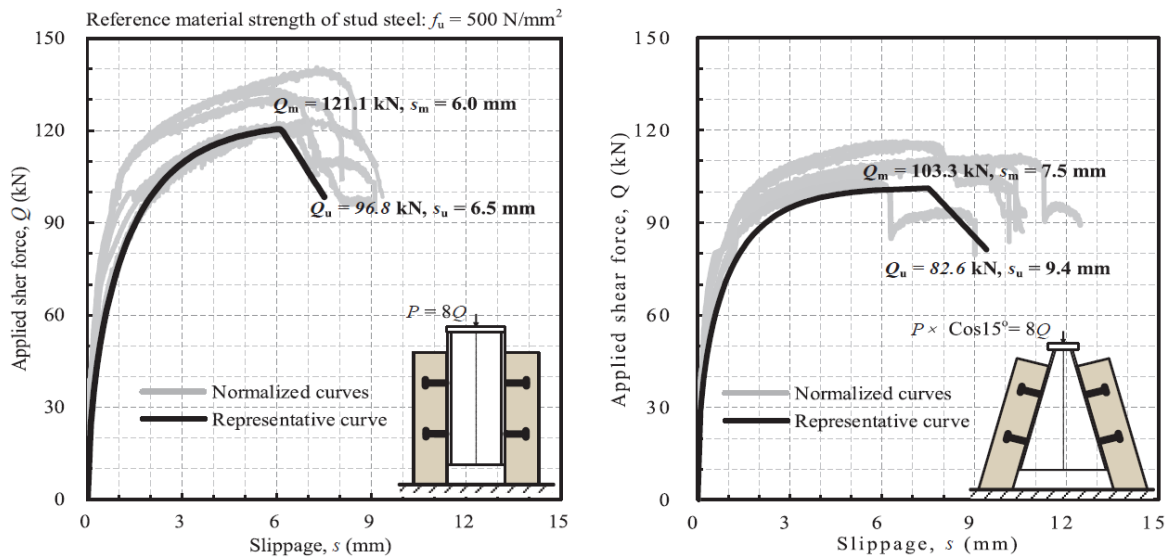 Reference material strength of stud steel: fu = 500 N/mm²
150
120
90
60
30
0
Applied sher force, Q (kN)
Qm = 121.1 kN, sm = 6.0 mm
Qu = 96.8 kN, su = 6.5 mm
P = 8Q
Normalized curves
Representative curve
0 3 6 9 12 15
Slippage, s (mm)
150
120
90
60
30
0
Applied shear force, Q (kN)
Qm = 103.3 kN, sm = 7.5 mm
Qu = 82.6 kN, su = 9.4 mm
P × Cos15°= 8Q
Normalized curves
Representative curve
0 3 6 9 12 15
Slippage, s (mm)